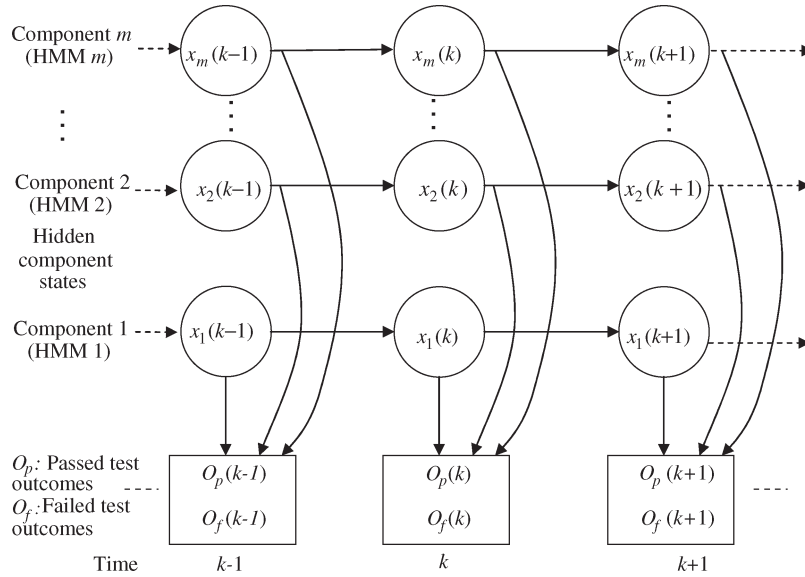 Component m
(HMM m)
x_m(k−1)
x_m(k)
x_m(k+1)
Component 2
(HMM 2)
x_2(k−1)
x_2(k)
x_2(k +1)
Hidden
component
states
Component 1
(HMM 1)
x_1(k−1)
x_1(k)
x_1(k+1)
O_p: Passed test
outcomes
O_f: Failed test
outcomes
O_p(k-1)
O_f(k-1)
O_p(k)
O_f(k)
O_p(k+1)
O_f(k+1)
Time
k-1
k
k+1